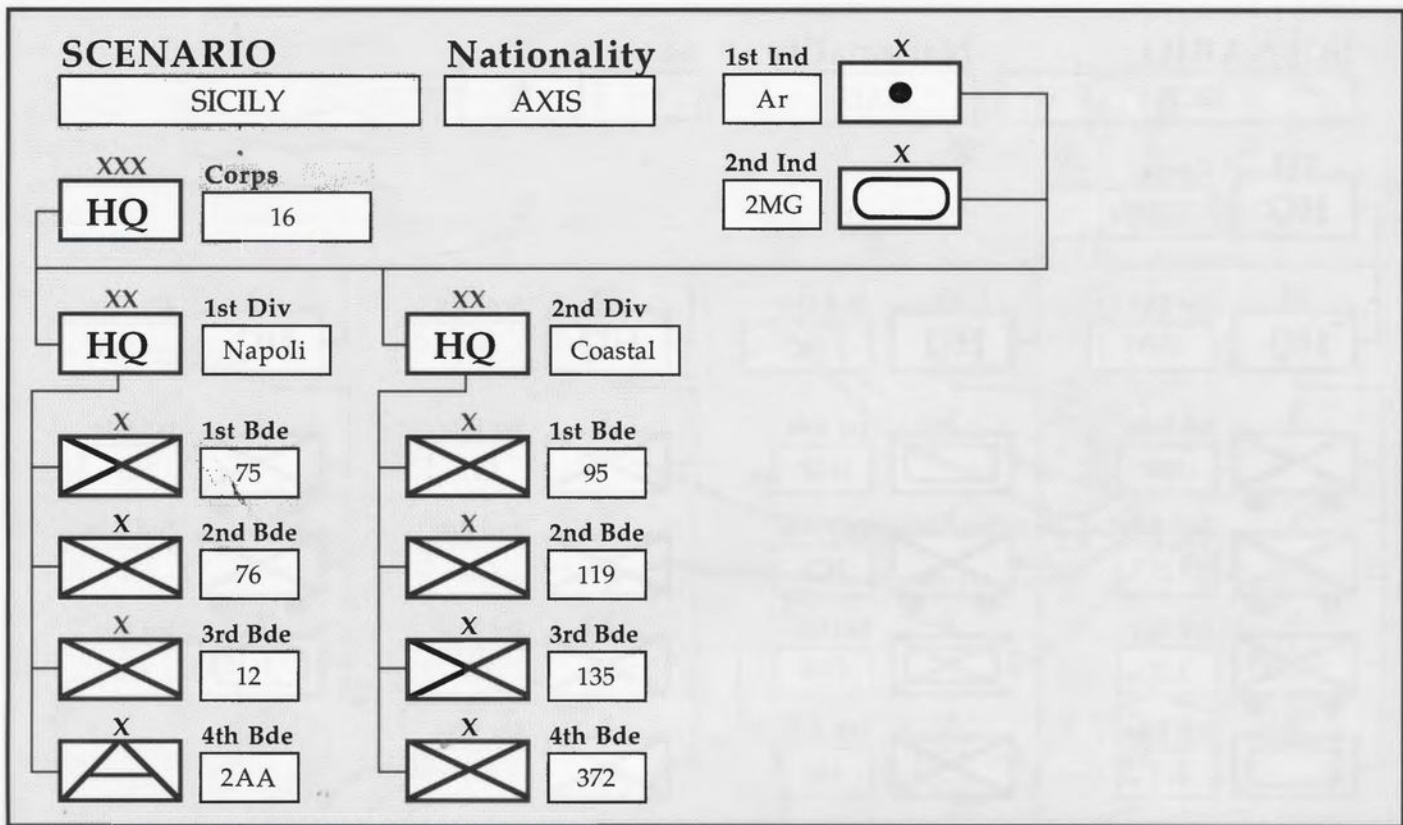 SCENARIO
SICILY
Nationality
AXIS
1st Ind
Ar
X
2nd Ind
2MG
X
XXX
HQ
Corps
16
XX
HQ
1st Div
Napoli
XX
HQ
2nd Div
Coastal
X
1st Bde
75
X
1st Bde
95
X
2nd Bde
76
X
2nd Bde
119
X
3rd Bde
12
X
3rd Bde
135
X
4th Bde
2AA
X
4th Bde
372